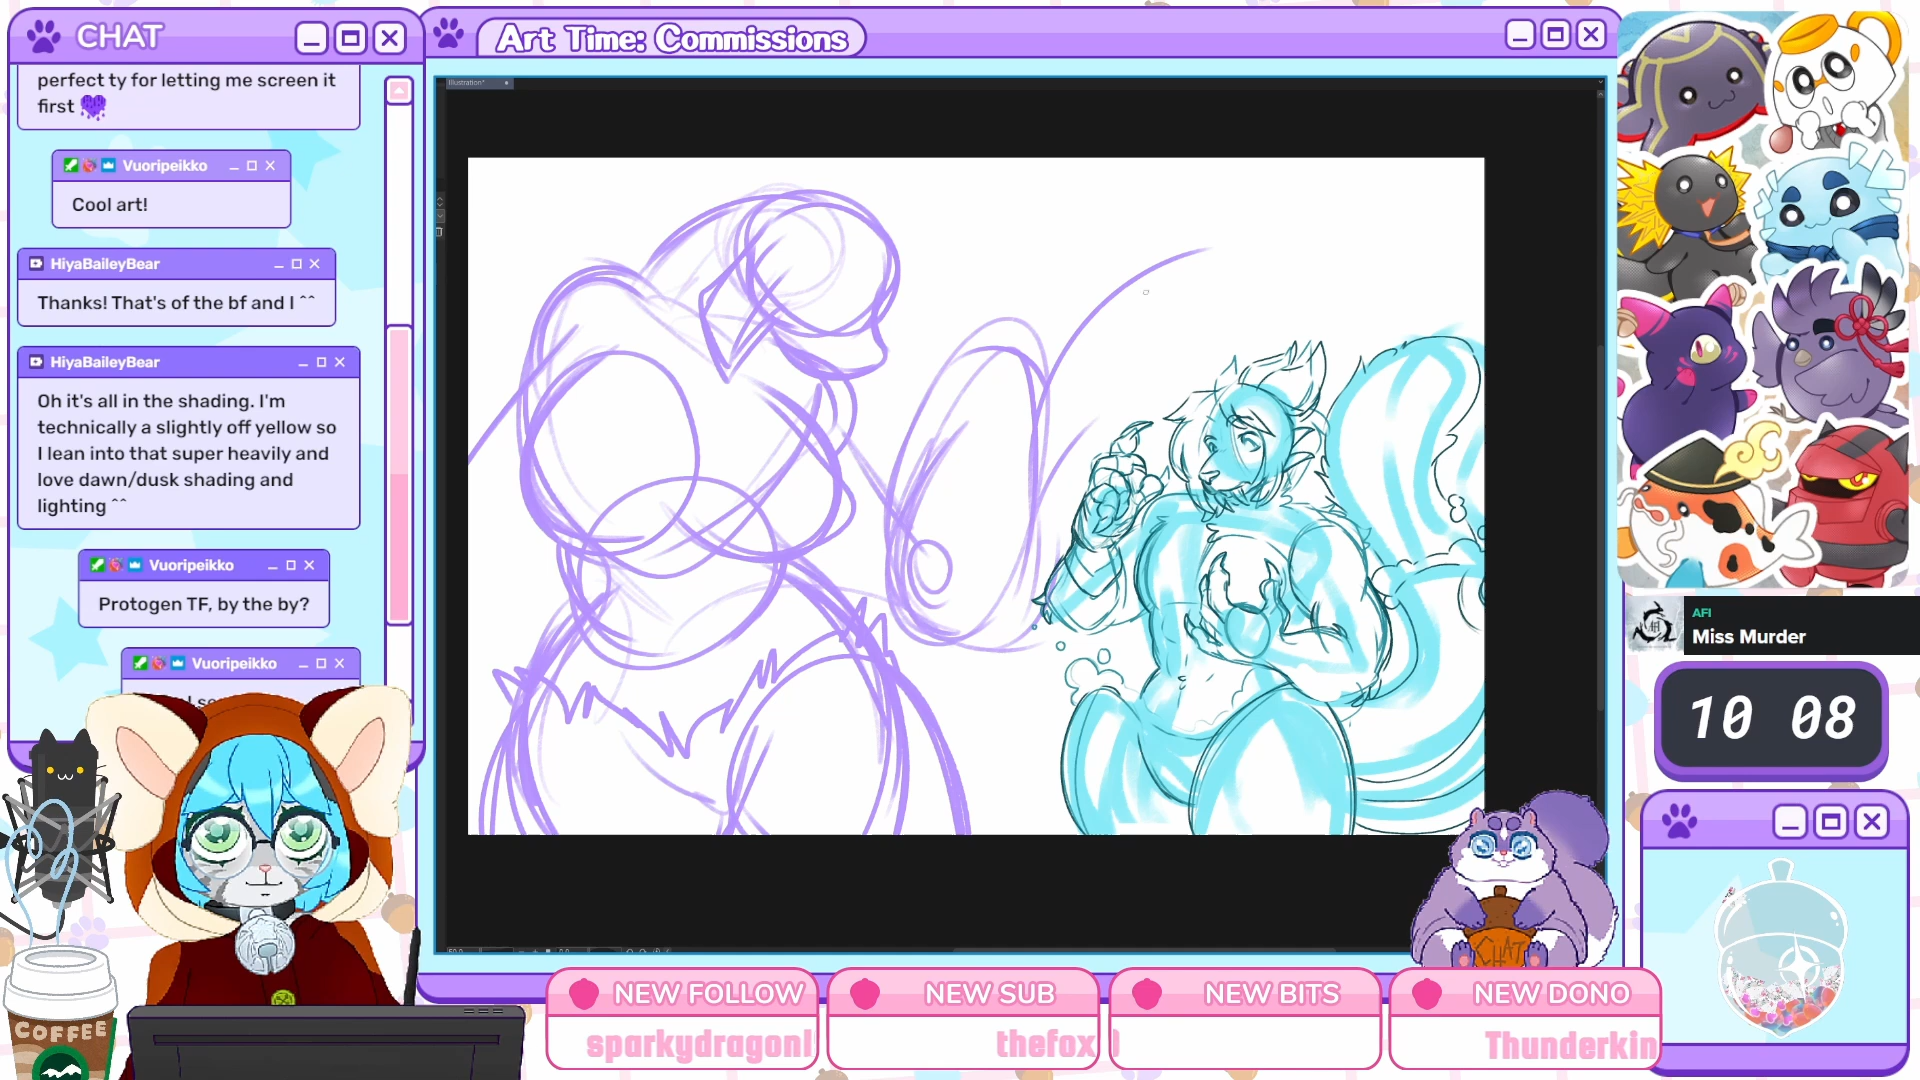 CHAT
perfect ty for letting me screen it
first
Vuoripeikko
Cool art!
HiyaBaileyBear
Thanks! That's of the bf and I ^^
HiyaBaileyBear
Oh it's all in the shading. I'm
technically a slightly off yellow so
I lean into that super heavily and
love dawn/dusk shading and
lighting ^^
Vuoripeikko
Protogen TF, by the by?
Vuoripeikko
Art Time: Commissions
Illustration*
AFI
Miss Murder
10 08
CHAT
COFFEE
NEW FOLLOW
sparkydragonl
NEW SUB
thefox
NEW BITS
NEW DONO
Thunderkin